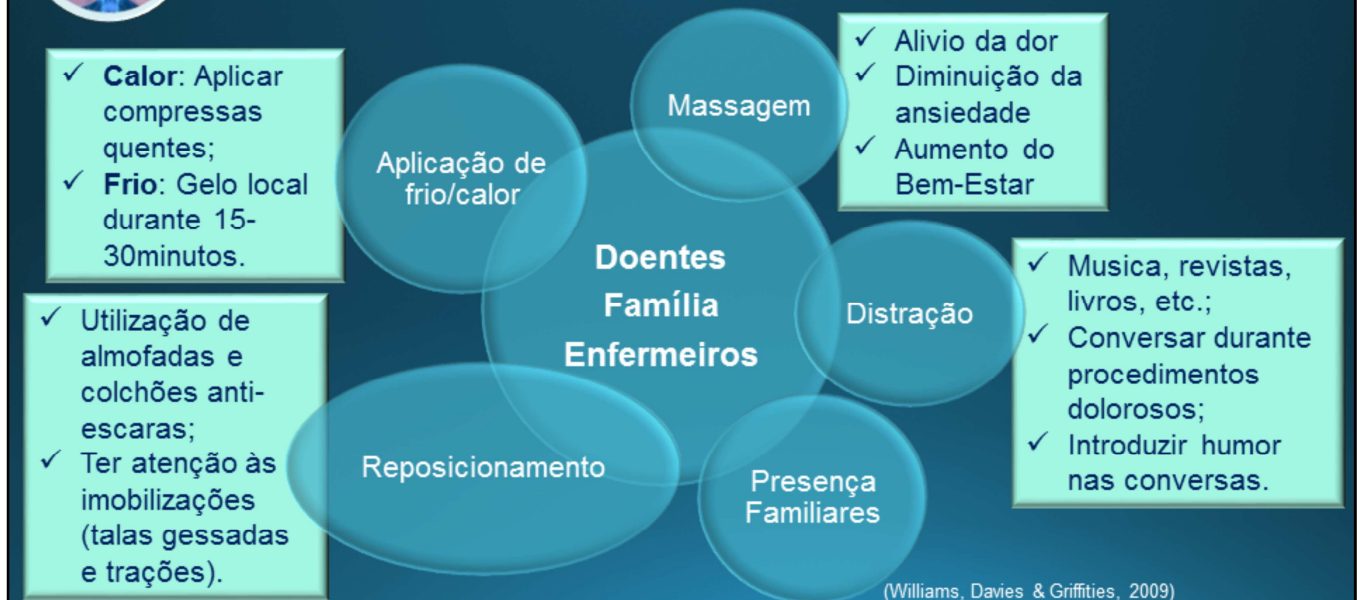 ✓ Calor: Aplicar
compressas
quentes;
✓ Frio: Gelo local
durante 15-
30minutos.
Aplicação de
frio/calor
Massagem
✓ Alivio da dor
✓ Diminuição da
ansiedade
✓ Aumento do
Bem-Estar
Doentes
Família
Enfermeiros
Distração
✓ Musica, revistas,
livros, etc.;
✓ Conversar durante
procedimentos
dolorosos;
✓ Introduzir humor
nas conversas.
✓ Utilização de
almofadas e
colchões anti-
escaras;
✓ Ter atenção às
imobilizações
(talas gessadas
e trações).
Reposicionamento
Presença
Familiares
(Williams, Davies & Griffities, 2009)